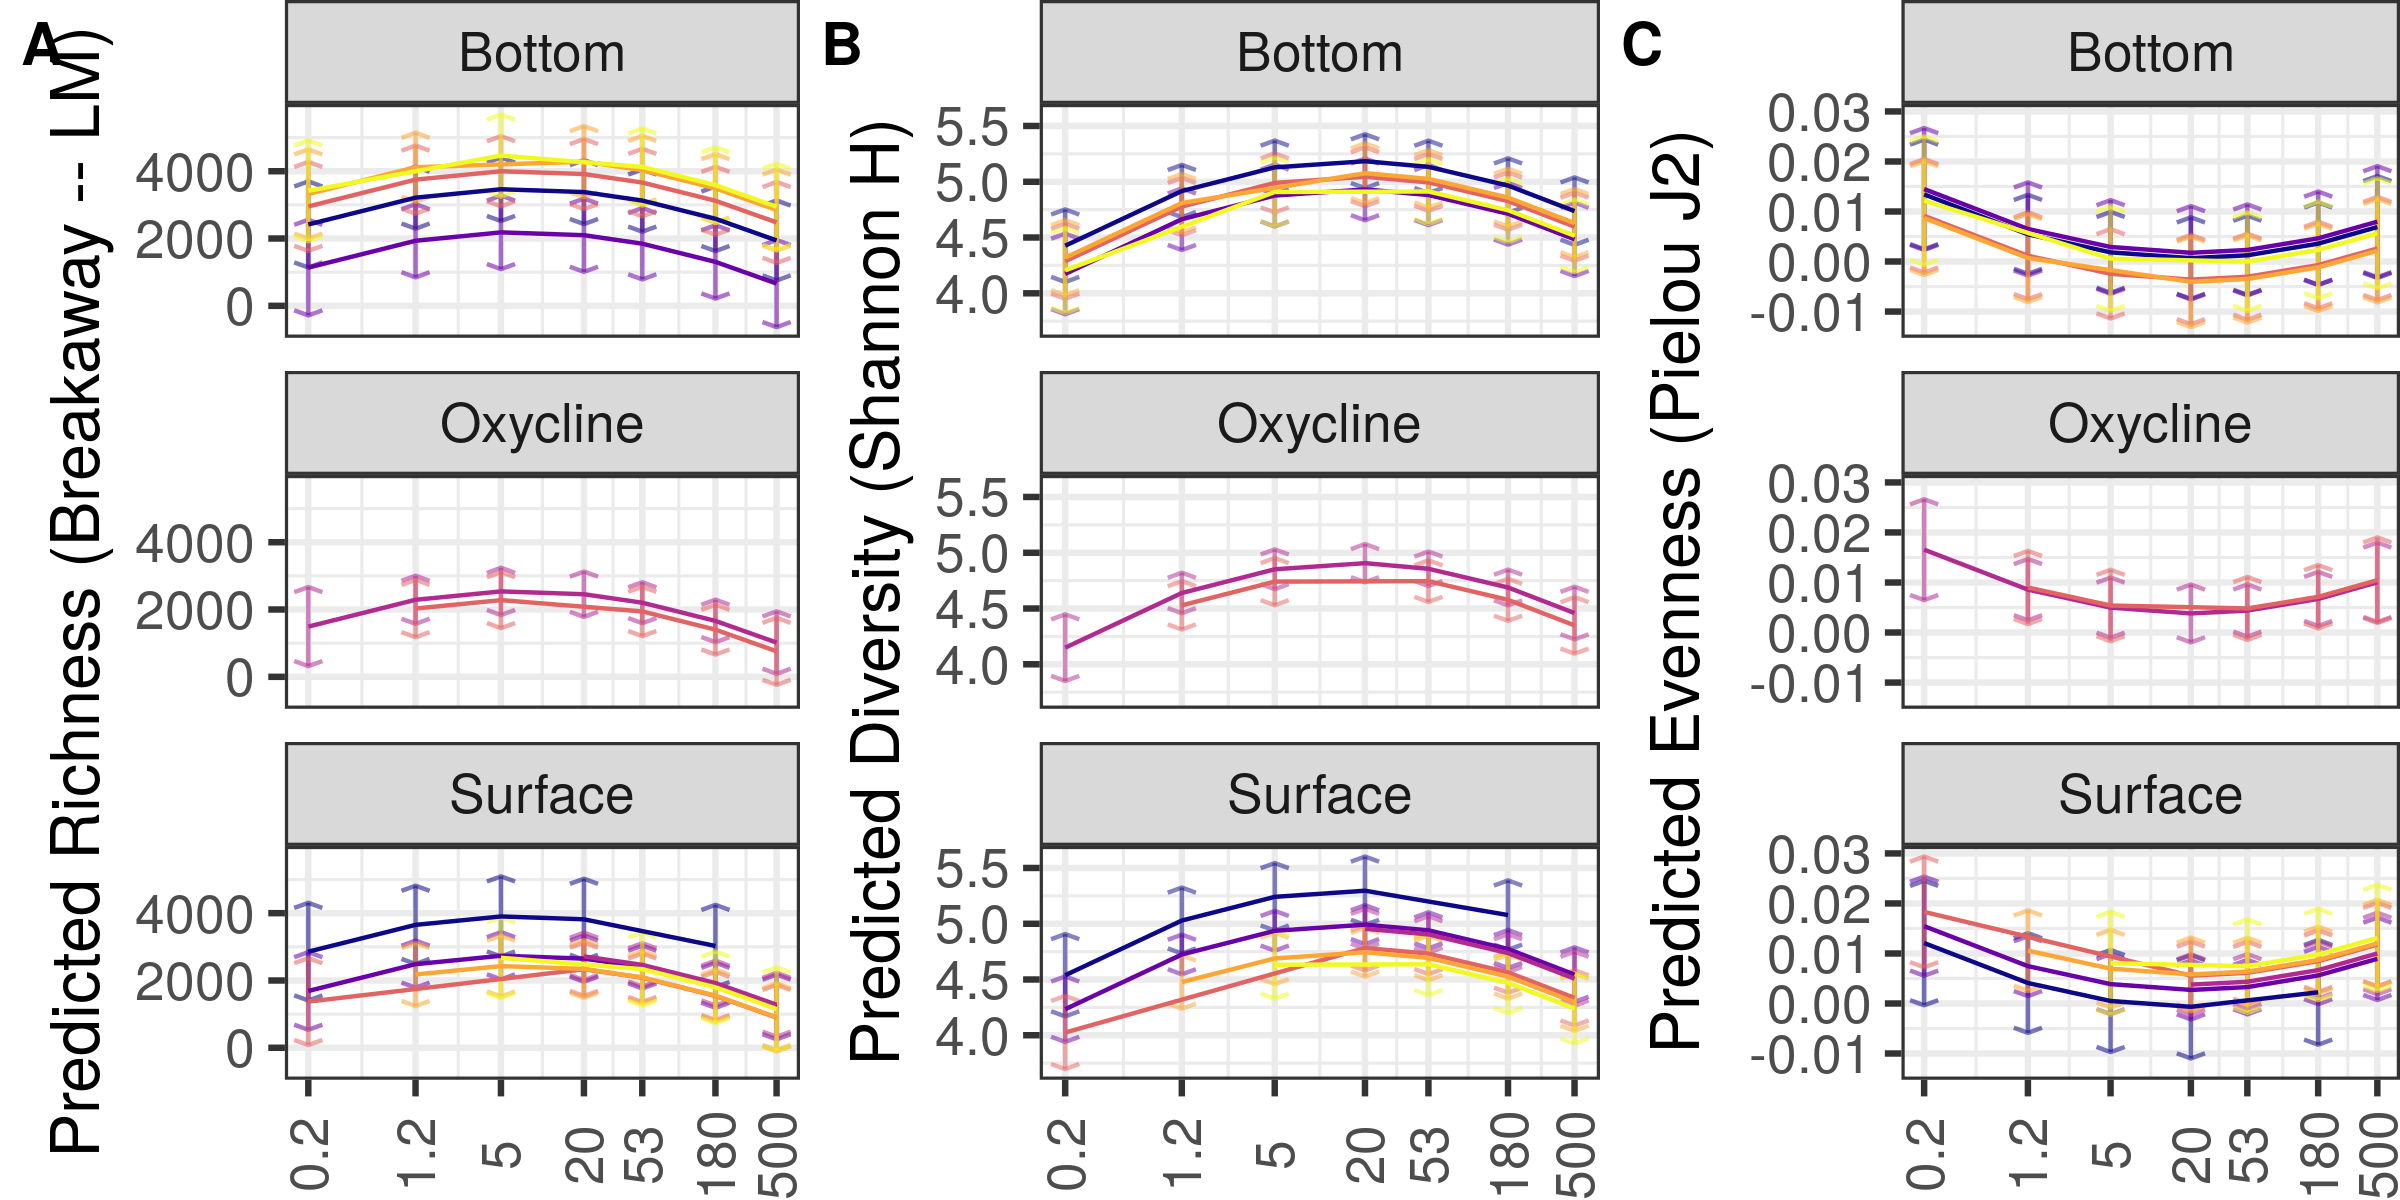 A
Predicted Richness (Breakaway -- LM)
Bottom
4000
2000
0
Oxycline
4000
2000
0
Surface
4000
2000
0
0.2 1.2 5 20 53 180 500
B
Predicted Diversity (Shannon H)
Bottom
5.5
5.0
4.5
4.0
Oxycline
5.5
5.0
4.5
4.0
Surface
5.5
5.0
4.5
4.0
0.2 1.2 5 20 53 180 500
C
Predicted Evenness (Pielou J2)
Bottom
0.03
0.02
0.01
0.00
-0.01
Oxycline
0.03
0.02
0.01
0.00
-0.01
Surface
0.03
0.02
0.01
0.00
-0.01
0.2 1.2 5 20 53 180 500